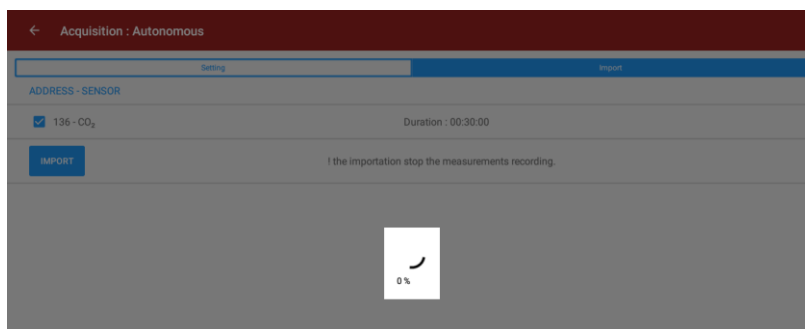 Acquisition : Autonomous
Setting Import
ADDRESS - SENSOR
136 - CO₂ Duration : 00:30:00
IMPORT ! the importation stop the measurements recording.
0 %